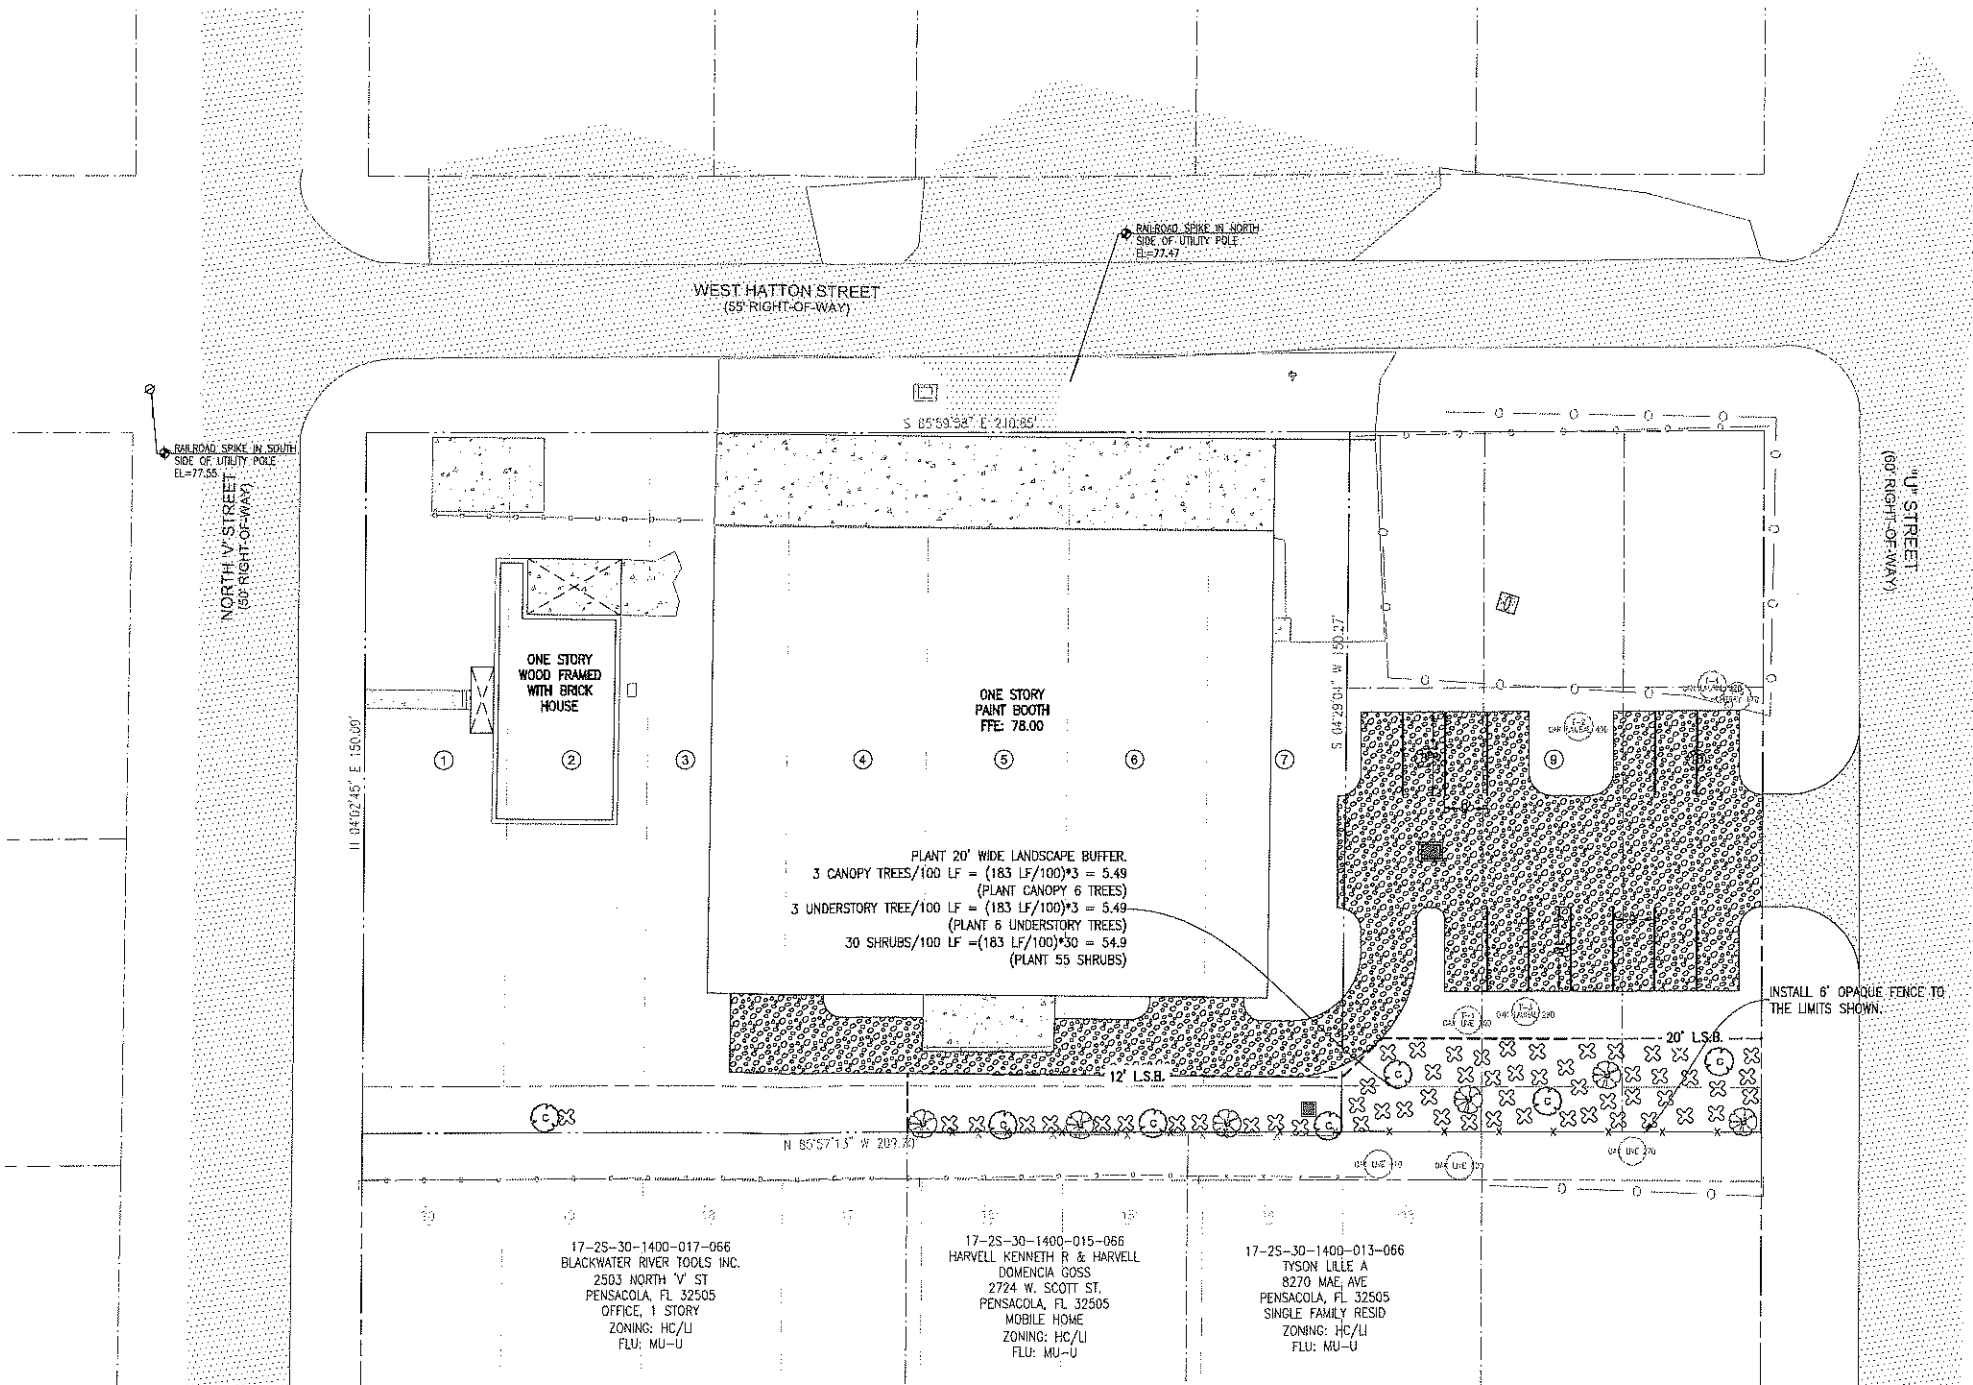 RAILROAD SPIKE IN NORTH
SIDE OF UTILITY POLE
EL=77.47
WEST HATTON STREET
(55' RIGHT-OF-WAY)
RAILROAD SPIKE IN SOUTH
SIDE OF UTILITY POLE
EL=77.55
NORTH 'V' STREET
(50' RIGHT-OF-WAY)
"U" STREET
(60' RIGHT-OF-WAY)
E 210.85'
E 150.09'
S 04°29'01" W 150.27'
ONE STORY
WOOD FRAMED
WITH BRICK
HOUSE
ONE STORY
PAINT BOOTH
FFE: 78.00
1
2
3
4
5
6
7
9
PLANT 20' WIDE LANDSCAPE BUFFER.
3 CANOPY TREES/100 LF = (183 LF/100)*3 = 5.49
(PLANT CANOPY 6 TREES)
3 UNDERSTORY TREE/100 LF = (183 LF/100)*3 = 5.49
(PLANT 6 UNDERSTORY TREES)
30 SHRUBS/100 LF =(183 LF/100)*30 = 54.9
(PLANT 55 SHRUBS)
INSTALL 6' OPAQUE FENCE TO
THE LIMITS SHOWN.
20' L.S.B.
12' L.S.B.
C
C
C
C
C
C
C
17-2S-30-1400-017-066
BLACKWATER RIVER TOOLS INC.
2503 NORTH 'V' ST
PENSACOLA, FL 32505
OFFICE, 1 STORY
ZONING: HC/LI
FLU: MU-U
17-2S-30-1400-015-066
HARVELL KENNETH R & HARVELL
DOMENCIA GOSS
2724 W. SCOTT ST,
PENSACOLA, FL 32505
MOBILE HOME
ZONING: HC/LI
FLU: MU-U
17-2S-30-1400-013-066
TYSON LILLE A
8270 MAE AVE
PENSACOLA, FL 32505
SINGLE FAMILY RESID
ZONING: HC/LI
FLU: MU-U